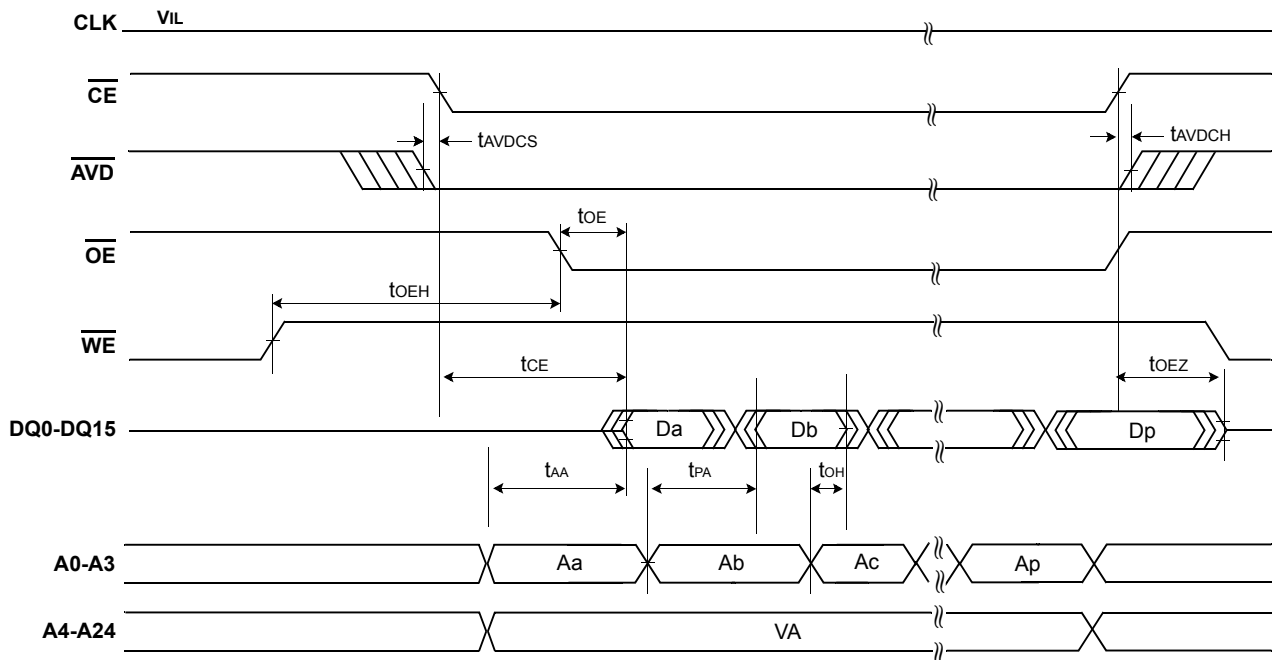 CLK VIL
CE
tAVDCS tAVDCH
AVD
tOE
OE
tOEH
WE
tCE tOEZ
DQ0-DQ15 Da Db Dp
tAA tPA tOH
A0-A3 Aa Ab Ac Ap
A4-A24 VA